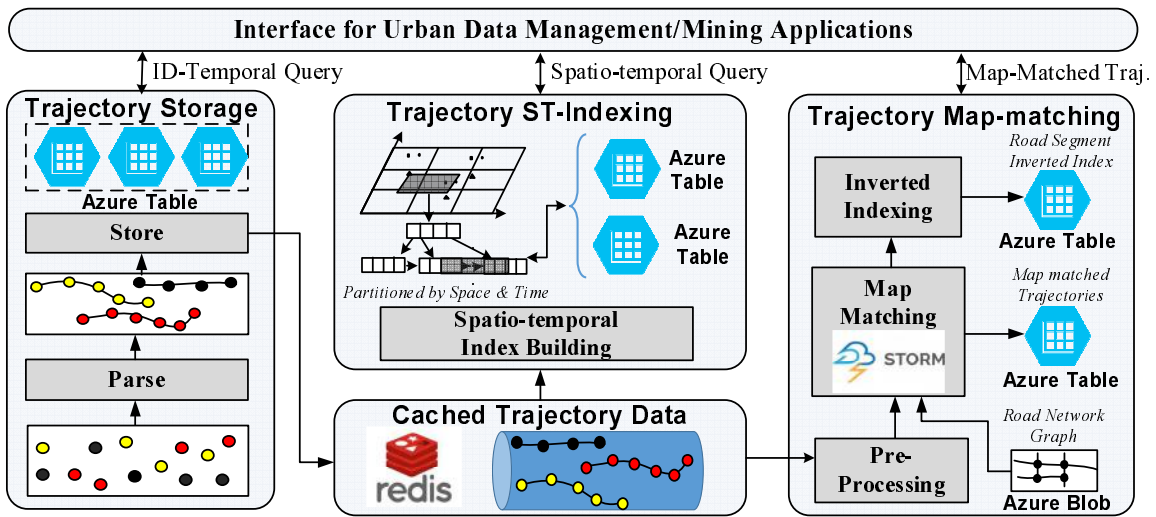 Interface for Urban Data Management/Mining Applications
ID-Temporal Query
Spatio-temporal Query
Map-Matched Traj.
Trajectory Storage
Azure Table
Store
Parse
Trajectory ST-Indexing
Azure
Table
Azure
Table
Partitioned by Space & Time
Spatio-temporal
Index Building
Cached Trajectory Data
redis
Trajectory Map-matching
Road Segment
Inverted Index
Inverted
Indexing
Azure Table
Map matched
Trajectories
Map
Matching
STORM
Azure Table
Road Network
Graph
Pre-
Processing
Azure Blob